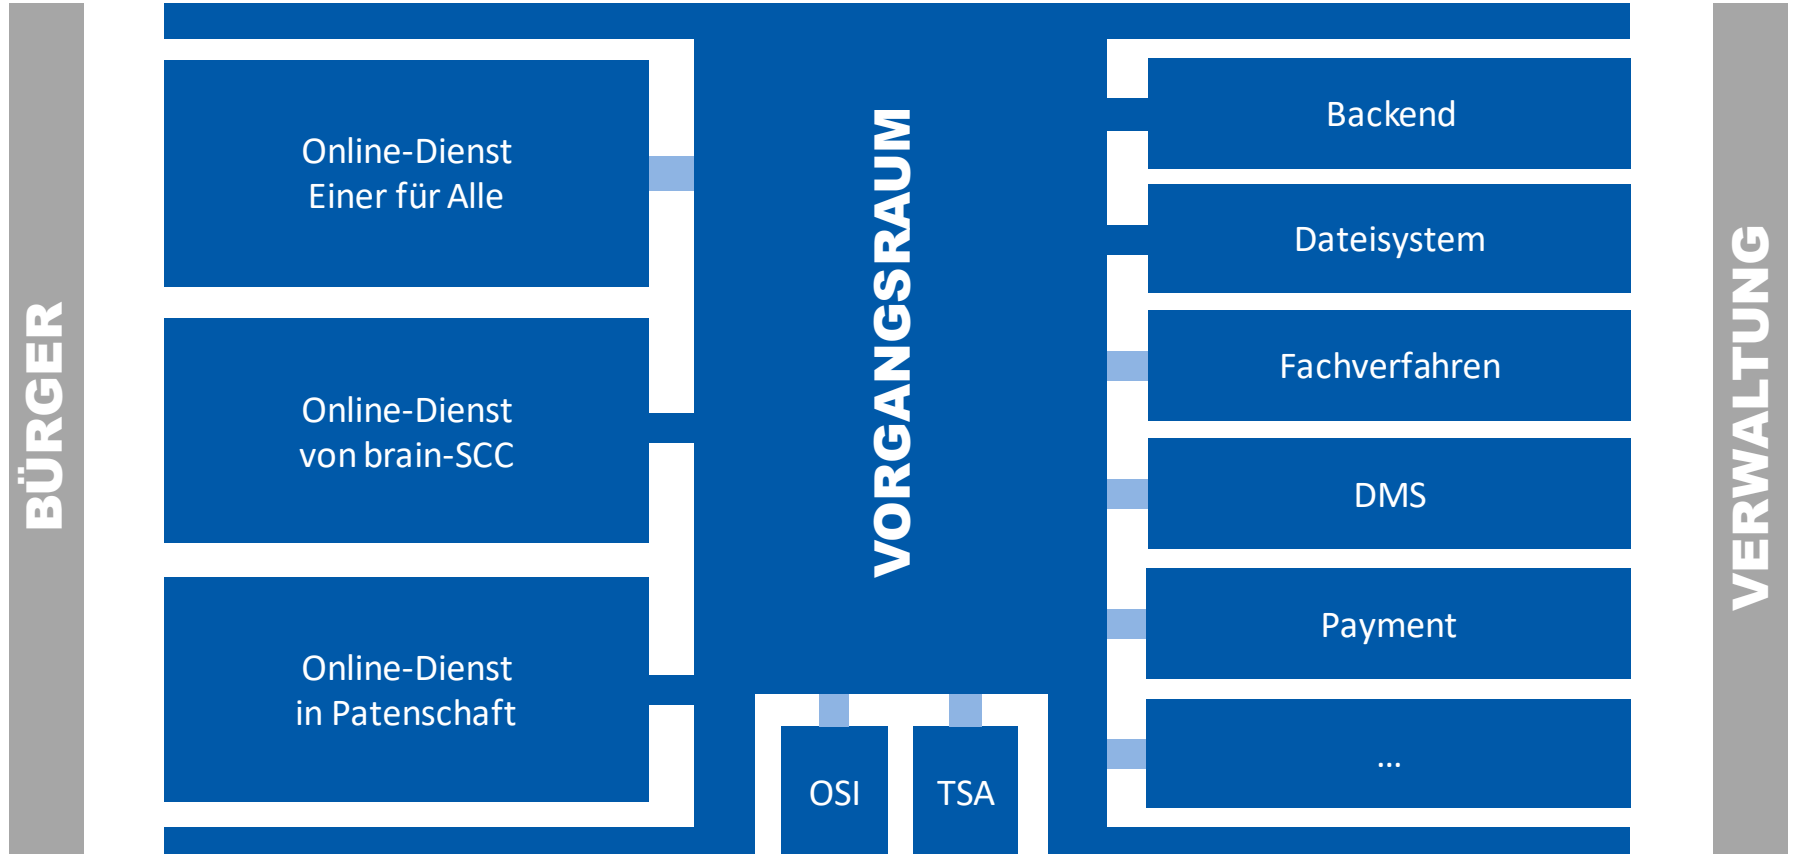 BÜRGER
Online-Dienst
Einer für Alle
Online-Dienst
von brain-SCC
Online-Dienst
in Patenschaft
VORGANGSRAUM
OSI
TSA
Backend
Dateisystem
Fachverfahren
DMS
Payment
...
VERWALTUNG